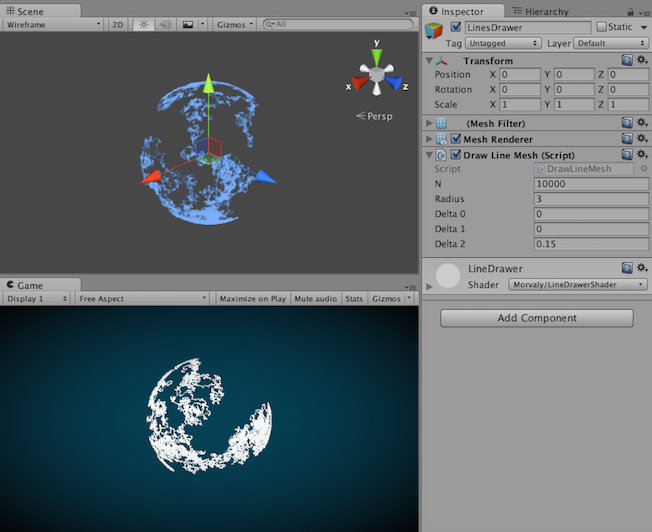 Scene
Wireframe 2D Gizmos All
y
x z
Persp
Game
Display 1 Free Aspect Maximize on Play Mute audio Stats Gizmos
Inspector Hierarchy
LinesDrawer Static
Tag Untagged Layer Default
Transform
Position X 0 Y 0 Z 0
Rotation X 0 Y 0 Z 0
Scale X 1 Y 1 Z 1
(Mesh Filter)
Mesh Renderer
Draw Line Mesh (Script)
Script DrawLineMesh
N 10000
Radius 3
Delta 0 0
Delta 1 0
Delta 2 0.15
LineDrawer
Shader Morvaly/LineDrawerShader
Add Component